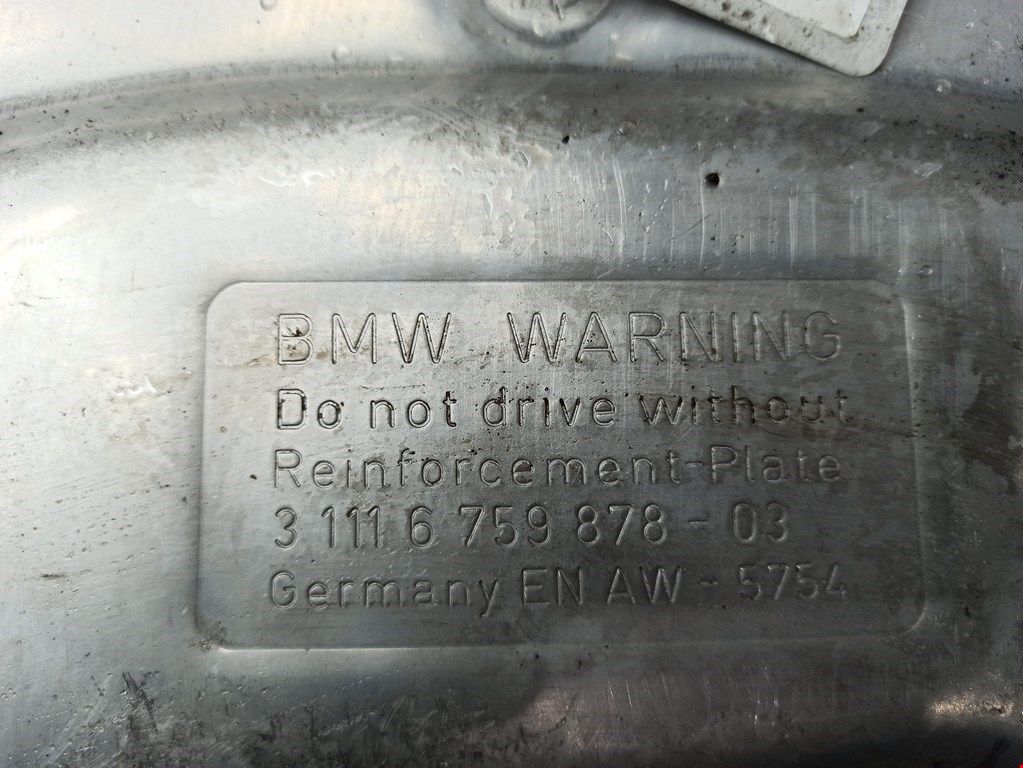 BMW WARNING
Do not drive without
Reinforcement-Plate
3 111 6 759 878 - 03
Germany EN AW - 5754